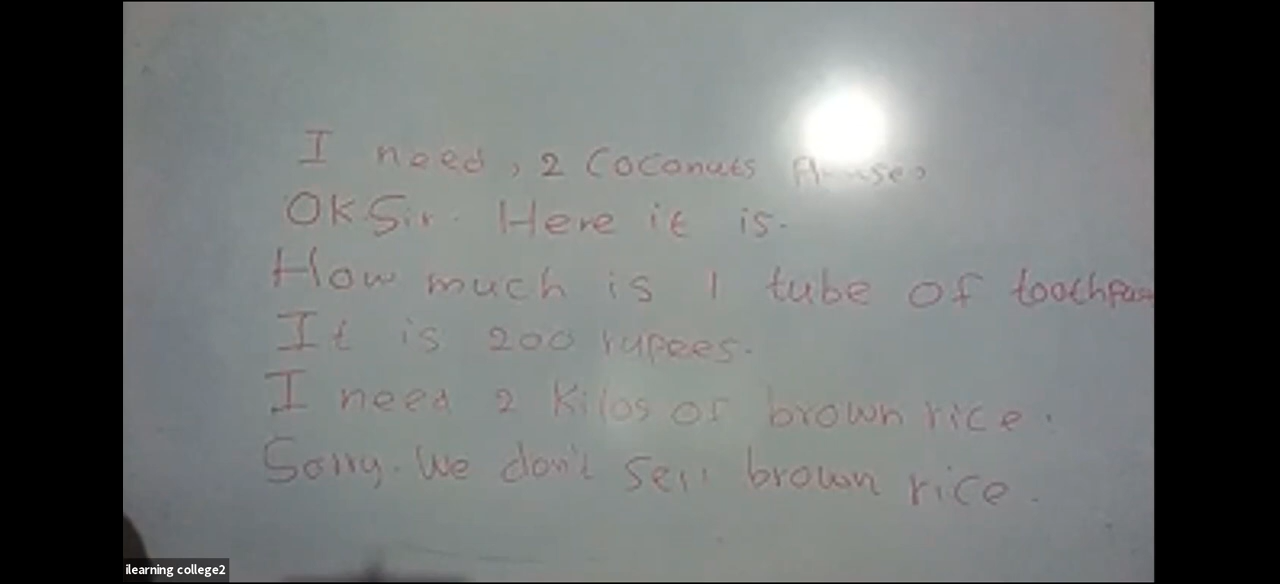 I need, 2 Coconuts
OK Sir. Here it is.
How much is 1 tube of
It is 200 rupees.
I need 2 Kilos of brown rice.
Sorry. We don't sell brown rice.
ilearning college2